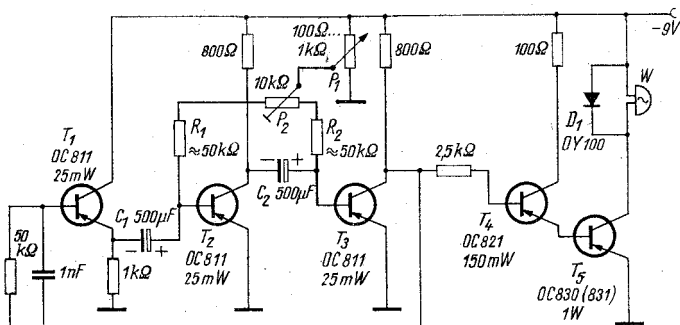 -9V
800Ω
100Ω...
1kΩ
P1
800Ω
100Ω
10kΩ
P2
W
D1
OY100
R1
≈50kΩ
R2
≈50kΩ
T1
OC811
25mW
C1 500µF
- +
- +
C2 500µF
2,5kΩ
50
kΩ
1nF
1kΩ
T2
OC811
25mW
T3
OC811
25mW
T4
OC821
150mW
T5
OC830 (831)
1W